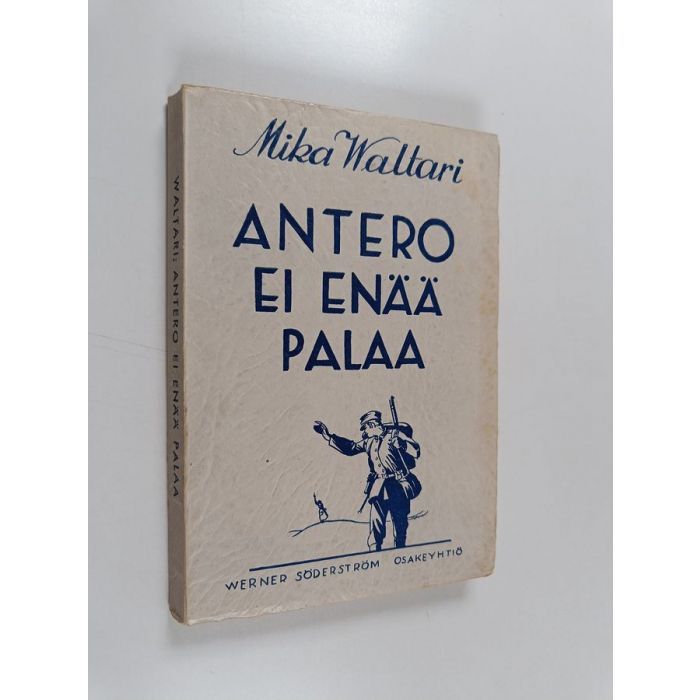 Mika Waltari
ANTERO
EI ENÄÄ
PALAA
WERNER SÖDERSTRÖM OSAKEYHTIÖ
WALTARI: ANTERO EI ENÄÄ PALAA